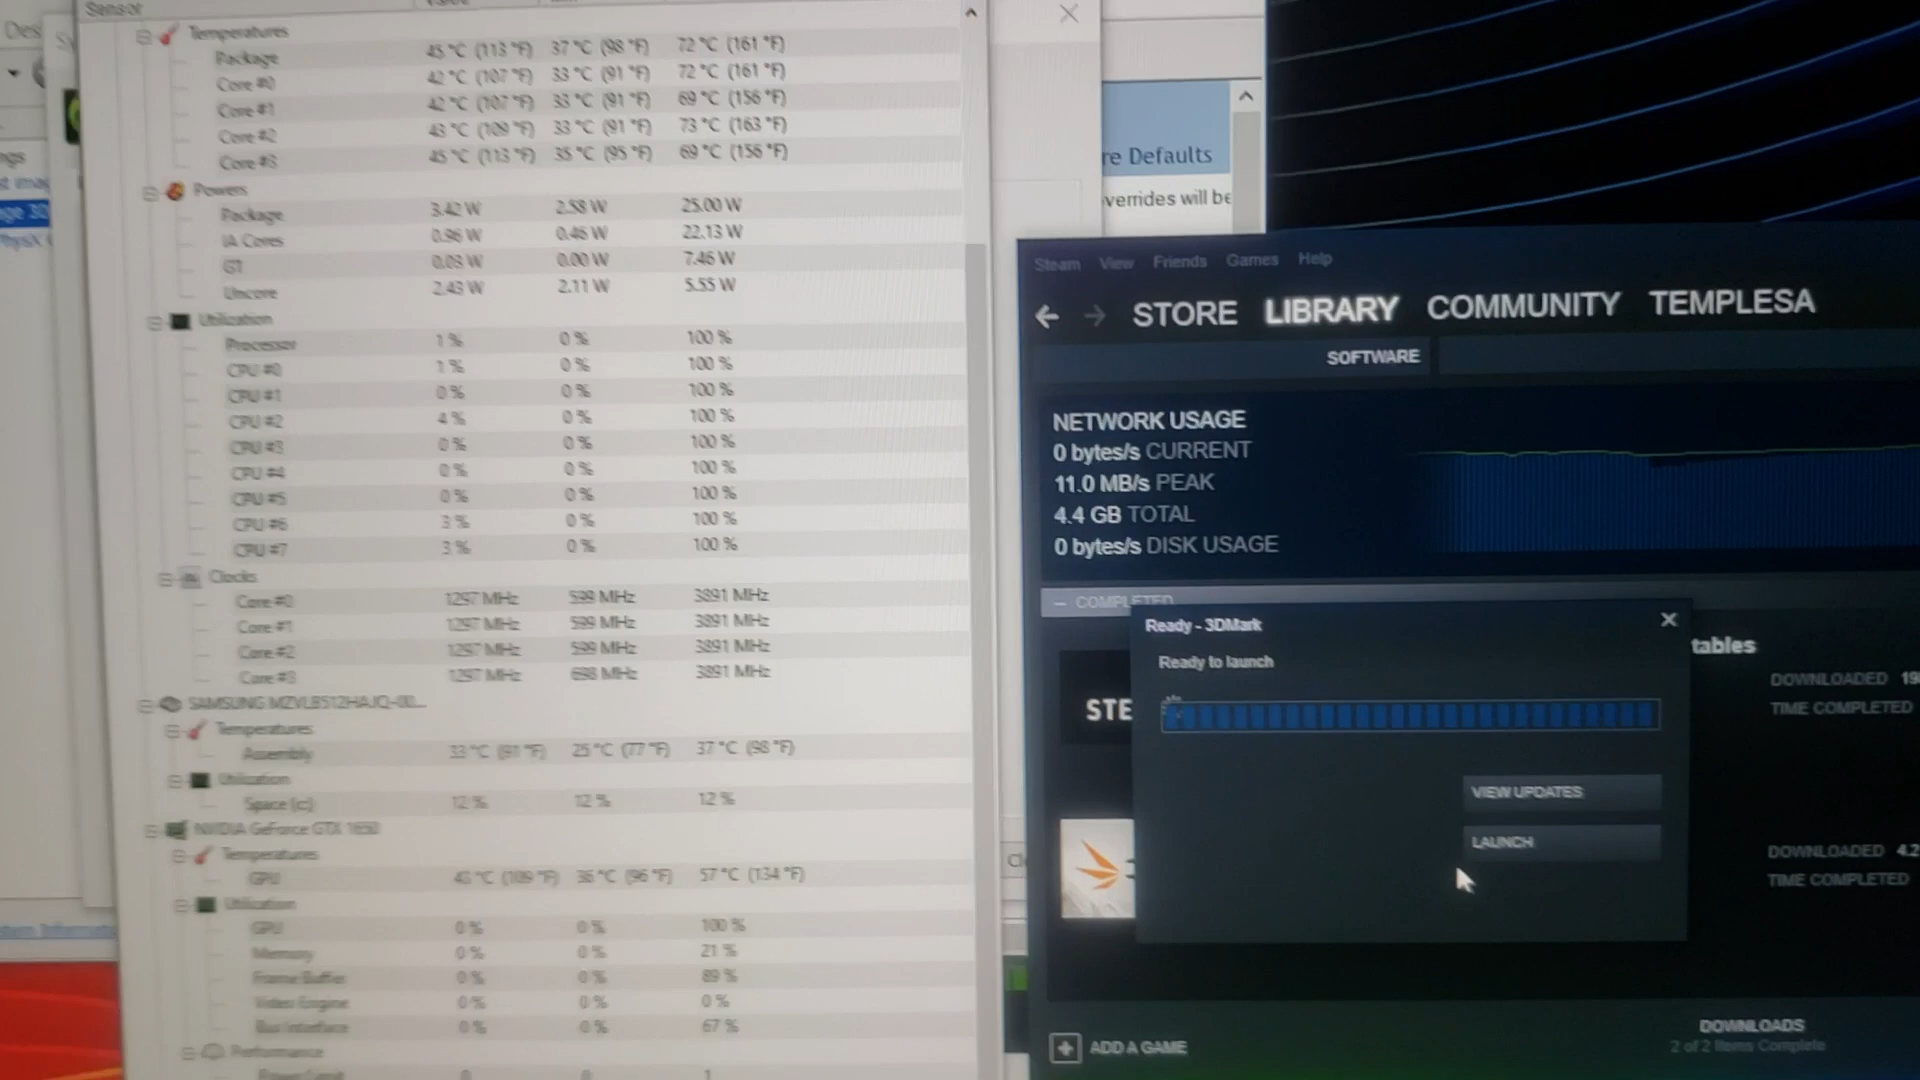 Sensor
Temperatures
Package 45 °C (113 °F) 37 °C (98 °F) 72 °C (161 °F)
Core #0 42 °C (107 °F) 33 °C (91 °F) 72 °C (161 °F)
Core #1 42 °C (107 °F) 33 °C (91 °F) 69 °C (156 °F)
Core #2 43 °C (109 °F) 33 °C (91 °F) 73 °C (163 °F)
Core #3 45 °C (113 °F) 35 °C (95 °F) 69 °C (156 °F)
Powers
Package 3.42 W 2.58 W 25.00 W
IA Cores 0.96 W 0.46 W 22.13 W
GT 0.03 W 0.00 W 7.46 W
Uncore 2.43 W 2.11 W 5.55 W
Utilization
Processor 1 % 0 % 100 %
CPU #0 1 % 0 % 100 %
CPU #1 0 % 0 % 100 %
CPU #2 4 % 0 % 100 %
CPU #3 0 % 0 % 100 %
CPU #4 0 % 0 % 100 %
CPU #5 0 % 0 % 100 %
CPU #6 3 % 0 % 100 %
CPU #7 3 % 0 % 100 %
Clocks
Core #0 1297 MHz 599 MHz 3891 MHz
Core #1 1297 MHz 599 MHz 3891 MHz
Core #2 1297 MHz 599 MHz 3891 MHz
Core #3 1297 MHz 698 MHz 3891 MHz
SAMSUNG MZVLB512HAJQ-00...
Temperatures
Assembly 33 °C (91 °F) 25 °C (77 °F) 37 °C (98 °F)
Utilization
Space (c:) 12 % 12 % 12 %
NVIDIA GeForce GTX 1650
Temperatures
GPU 43 °C (109 °F) 36 °C (96 °F) 57 °C (134 °F)
Utilization
GPU 0 % 0 % 100 %
Memory 0 % 0 % 21 %
Frame Buffer 0 % 0 % 89 %
Video Engine 0 % 0 % 0 %
Bus Interface 0 % 0 % 67 %
Performance
re Defaults
verrides will be
Steam View Friends Games Help
STORE LIBRARY COMMUNITY TEMPLESA
SOFTWARE
NETWORK USAGE
0 bytes/s CURRENT
11.0 MB/s PEAK
4.4 GB TOTAL
0 bytes/s DISK USAGE
COMPLETED
Ready - 3DMark
Ready to launch
VIEW UPDATES
LAUNCH
STE
tables
DOWNLOADED 19
TIME COMPLETED
DOWNLOADED 4.2
TIME COMPLETED
ADD A GAME
DOWNLOADS
2 of 2 Items Complete